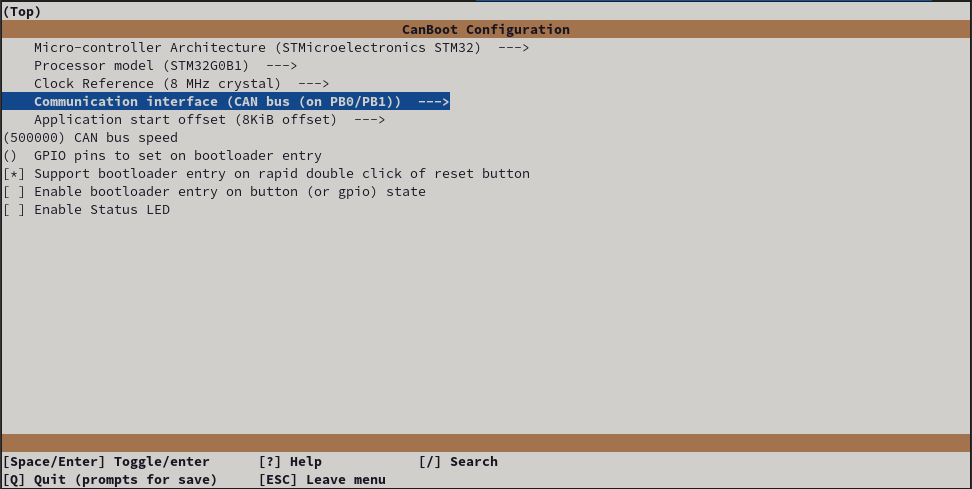 (Top)
CanBoot Configuration
Micro-controller Architecture (STMicroelectronics STM32)  --->
Processor model (STM32G0B1)  --->
Clock Reference (8 MHz crystal)  --->
Communication interface (CAN bus (on PB0/PB1))  --->
Application start offset (8KiB offset)  --->
(500000) CAN bus speed
()  GPIO pins to set on bootloader entry
[*] Support bootloader entry on rapid double click of reset button
[ ] Enable bootloader entry on button (or gpio) state
[ ] Enable Status LED
[Space/Enter] Toggle/enter      [?] Help            [/] Search
[Q] Quit (prompts for save)     [ESC] Leave menu